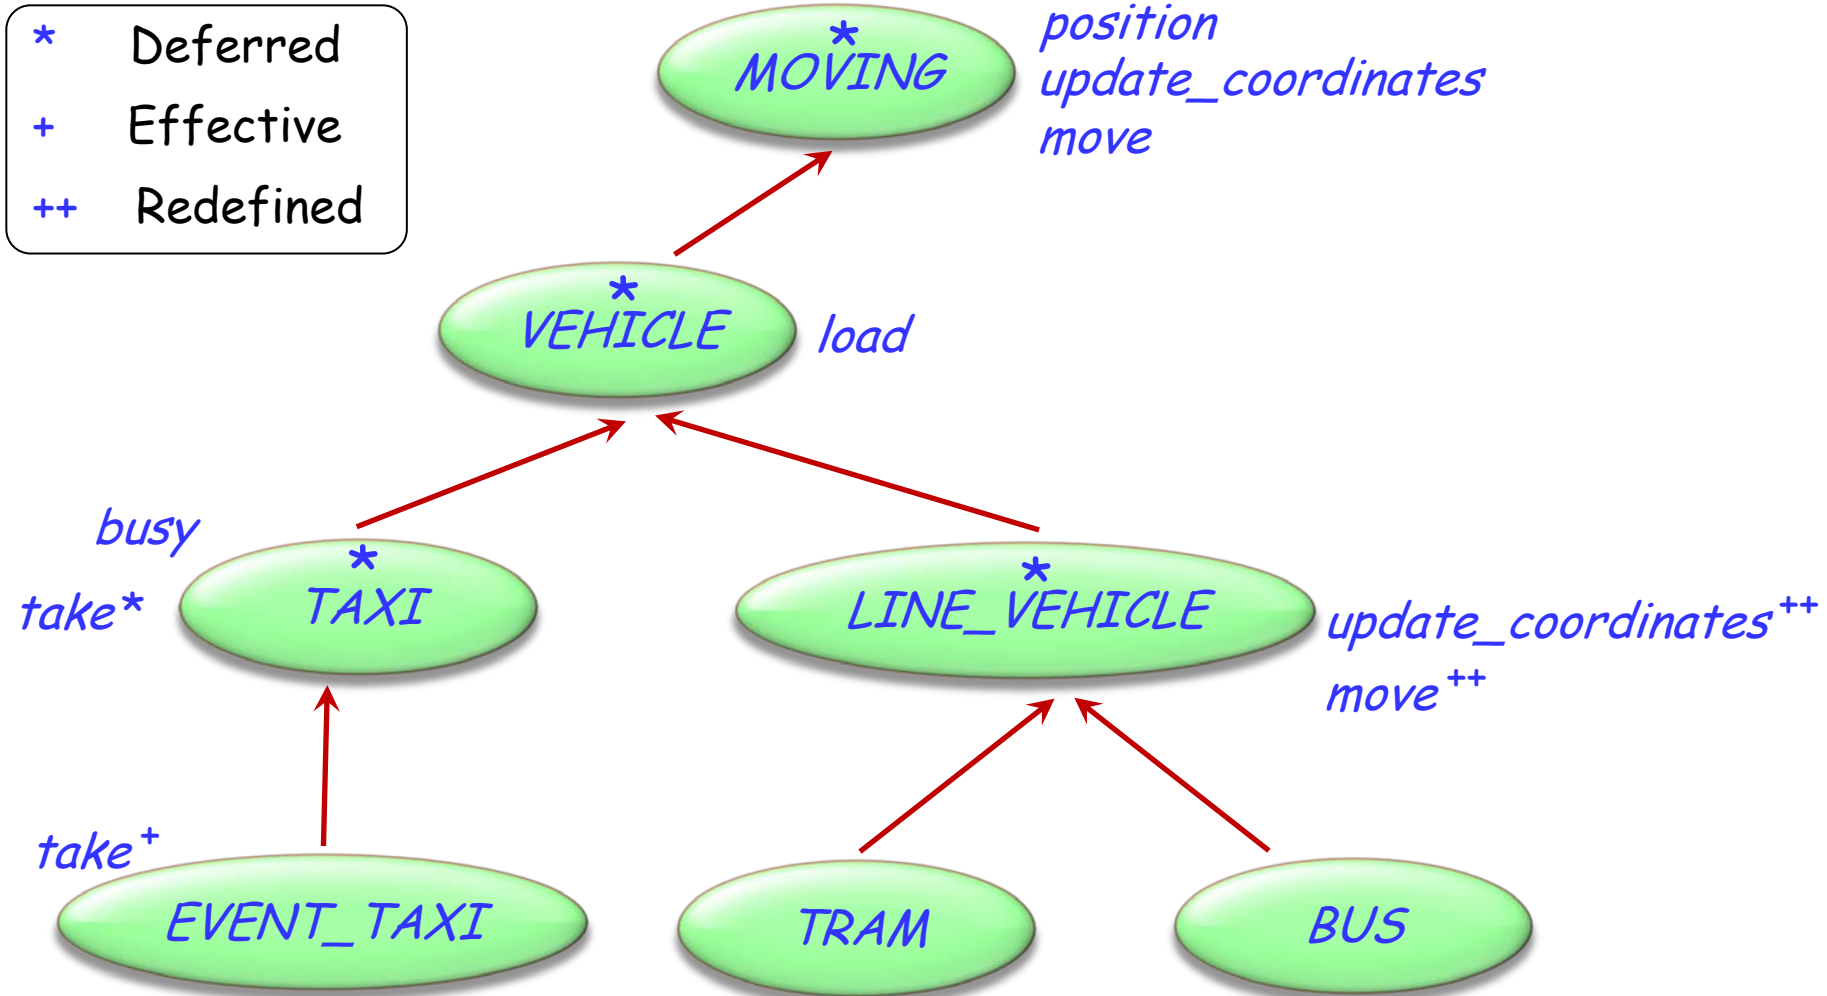 * Deferred
+ Effective
++ Redefined
*
MOVING
position
update_coordinates
move
*
VEHICLE
load
busy
take*
*
TAXI
*
LINE_VEHICLE
update_coordinates++
move++
take+
EVENT_TAXI
TRAM
BUS